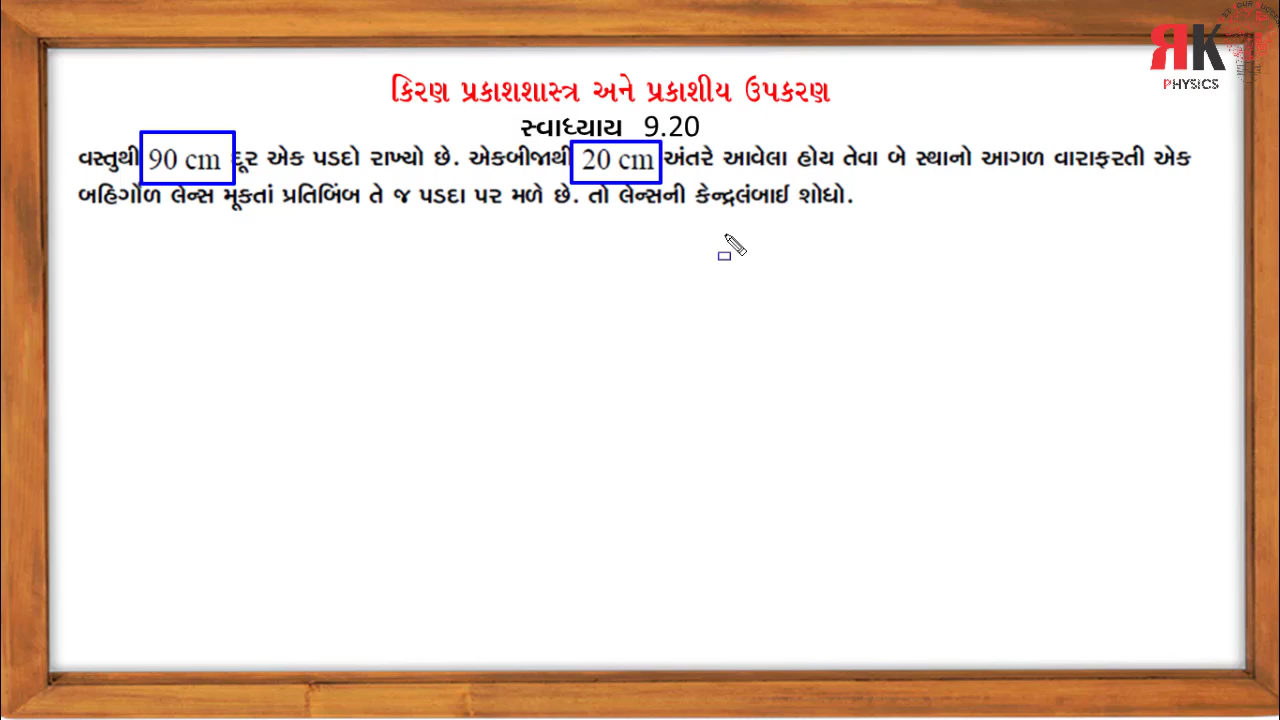 ЯK
PHYSICS
કિરણ પ્રકાશશાસ્ત્ર અને પ્રકાશીય ઉપકરણ
સ્વાધ્યાય 9.20
વસ્તુથી 90 cm દૂર એક પડદો રાખ્યો છે. એકબીજાથી 20 cm અંતરે આવેલા હોય તેવા બે સ્થાનો આગળ વારાફરતી એક
બહિર્ગોળ લેન્સ મૂકતાં પ્રતિબિંબ તે જ પડદા પર મળે છે. તો લેન્સની કેન્દ્રલંબાઈ શોધો.